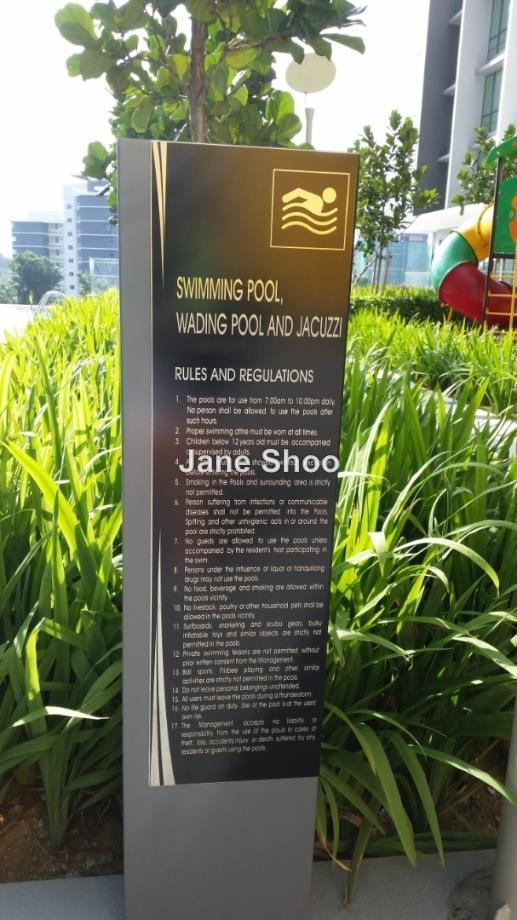 SWIMMING POOL,
WADING POOL AND JACUZZI
RULES AND REGULATIONS
1. The pools are for use from 7.00am to 10.00pm daily.
No person shall be allowed to use the pools after
such hours.
2. Proper swimming attire must be worn at all times.
3. Children below 12 years old must be accompanied
supervised by adults.
4.
Jane Shoo
before entering the pools.
5. Smoking in the Pools and surrounding area is strictly
not permitted.
6. Person suffering from infections or communicable
diseases shall not be permitted into the Pools.
Spitting and other unhygienic acts in or around the
pool are strictly prohibited.
7. No guests are allowed to use the pools unless
accompanied by the resident's host participating in
the swim.
8. Persons under the influence of liquor or tranquilizing
drugs may not use the pools.
9. No food, beverage and smoking are allowed within
the pools vicinity.
10. No livestock, poultry or other household pets shall be
allowed in the pools vicinity.
11. Surfboards, snorkeling and scuba gears, bulky
inflatable toys and similar objects are strictly not
permitted in the pools.
12. Private swimming lessons are not permitted without
prior written consent from the Management.
13. Ball sports, Frisbee playing and other similar
activities are strictly not permitted in the pools.
14. Do not leave personal belongings unattended.
15. All users must leave the pools during a thunderstorm.
16. No life guard on duty. Use of the pool is at the users'
own risk.
17. The Management accepts no liability or
responsibility from the use of the pools in cases of
theft, loss, accidents, injury or death suffered by any
residents or guests using the pools.